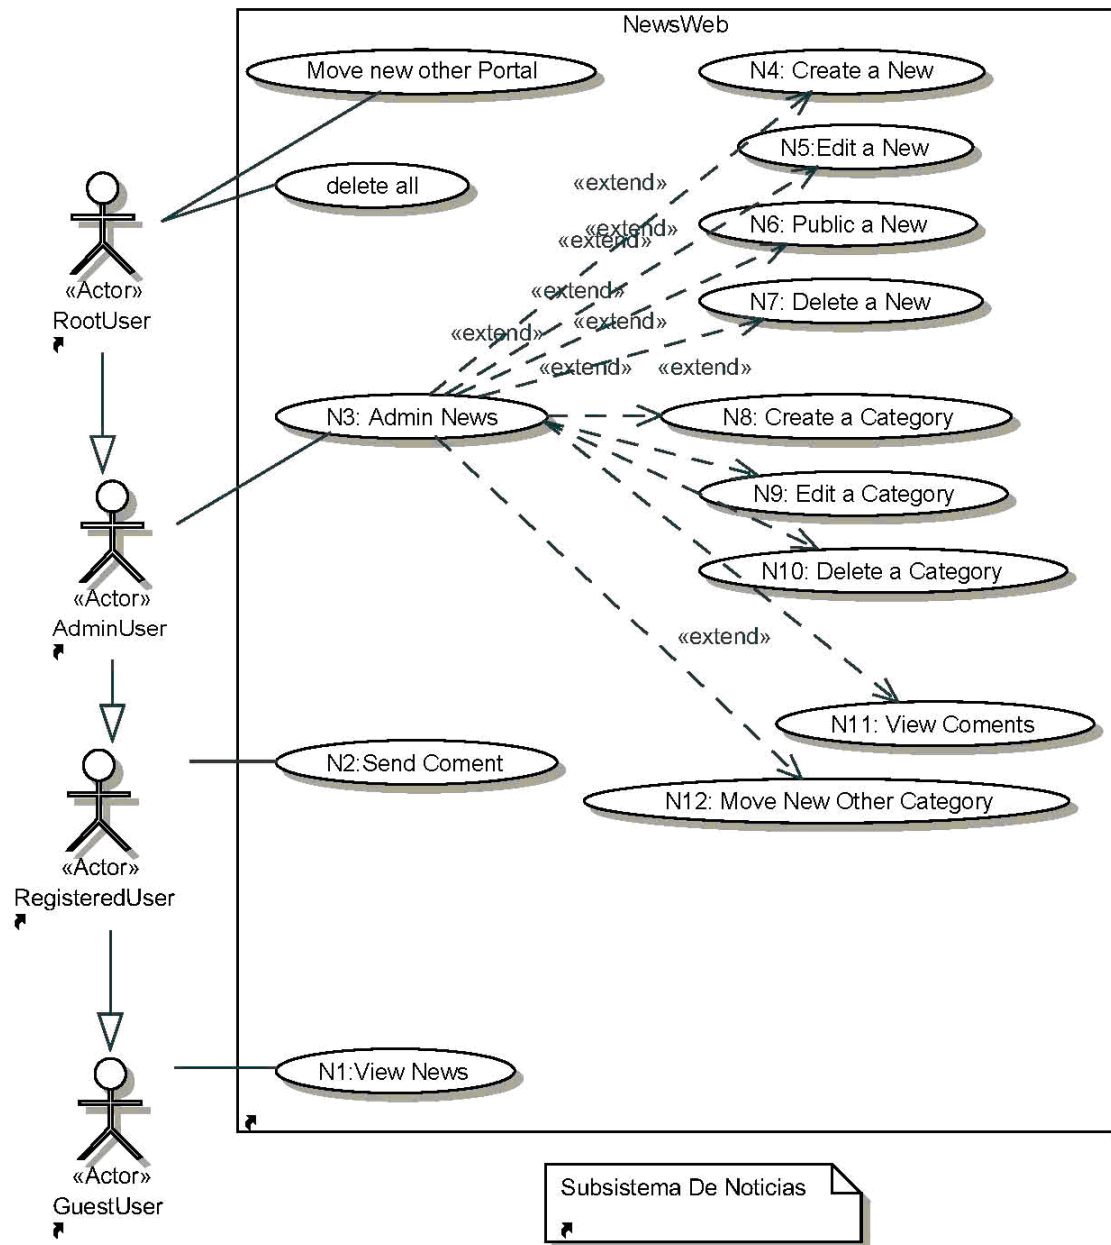 NewsWeb
Move new other Portal
N4: Create a New
N5:Edit a New
«extend»
delete all
N6: Public a New
«extend»
«extend»
«Actor»
RootUser
«extend»
N7: Delete a New
«extend»
«extend»
«extend»
«extend»
N3: Admin News
N8: Create a Category
N9: Edit a Category
N10: Delete a Category
«Actor»
AdminUser
«extend»
N11: View Coments
N2:Send Coment
N12: Move New Other Category
«Actor»
RegisteredUser
N1:View News
«Actor»
GuestUser
Subsistema De Noticias